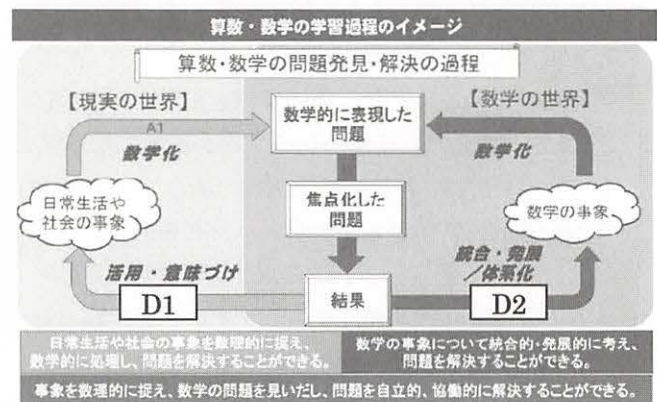 算数・数学の学習過程のイメージ
算数・数学の問題発見・解決の過程
【現実の世界】
【数学の世界】
A1
数学化
数学的に表現した
問題
数学化
日常生活や
社会の事象
焦点化した
問題
数学の事象
活用・意味づけ
統合・発展
／体系化
D1
結果
D2
日常生活や社会の事象を数理的に捉え、
数学的に処理し、問題を解決することができる。
数学の事象について統合的・発展的に考え、
問題を解決することができる。
事象を数理的に捉え、数学の問題を見いだし、問題を自立的、協働的に解決することができる。